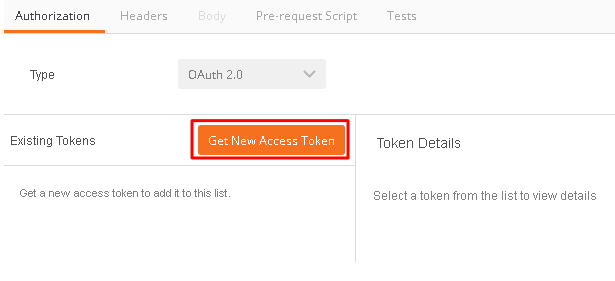 Authorization Headers Body Pre-request Script Tests
Type OAuth 2.0
Existing Tokens Get New Access Token
Get a new access token to add it to this list.
Token Details
Select a token from the list to view details